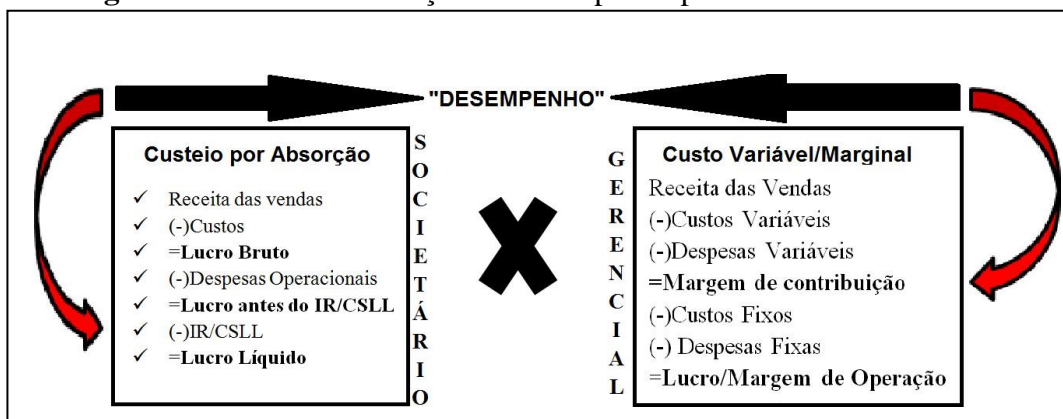 "DESEMPENHO"
Custeio por Absorção
✓ Receita das vendas
✓ (-)Custos
✓ =Lucro Bruto
✓ (-)Despesas Operacionais
✓ =Lucro antes do IR/CSLL
✓ (-)IR/CSLL
✓ =Lucro Líquido
SOCIETÁRIO
X
GERENCIAL
Custo Variável/Marginal
Receita das Vendas
(-)Custos Variáveis
(-)Despesas Variáveis
=Margem de contribuição
(-)Custos Fixos
(-) Despesas Fixas
=Lucro/Margem de Operação